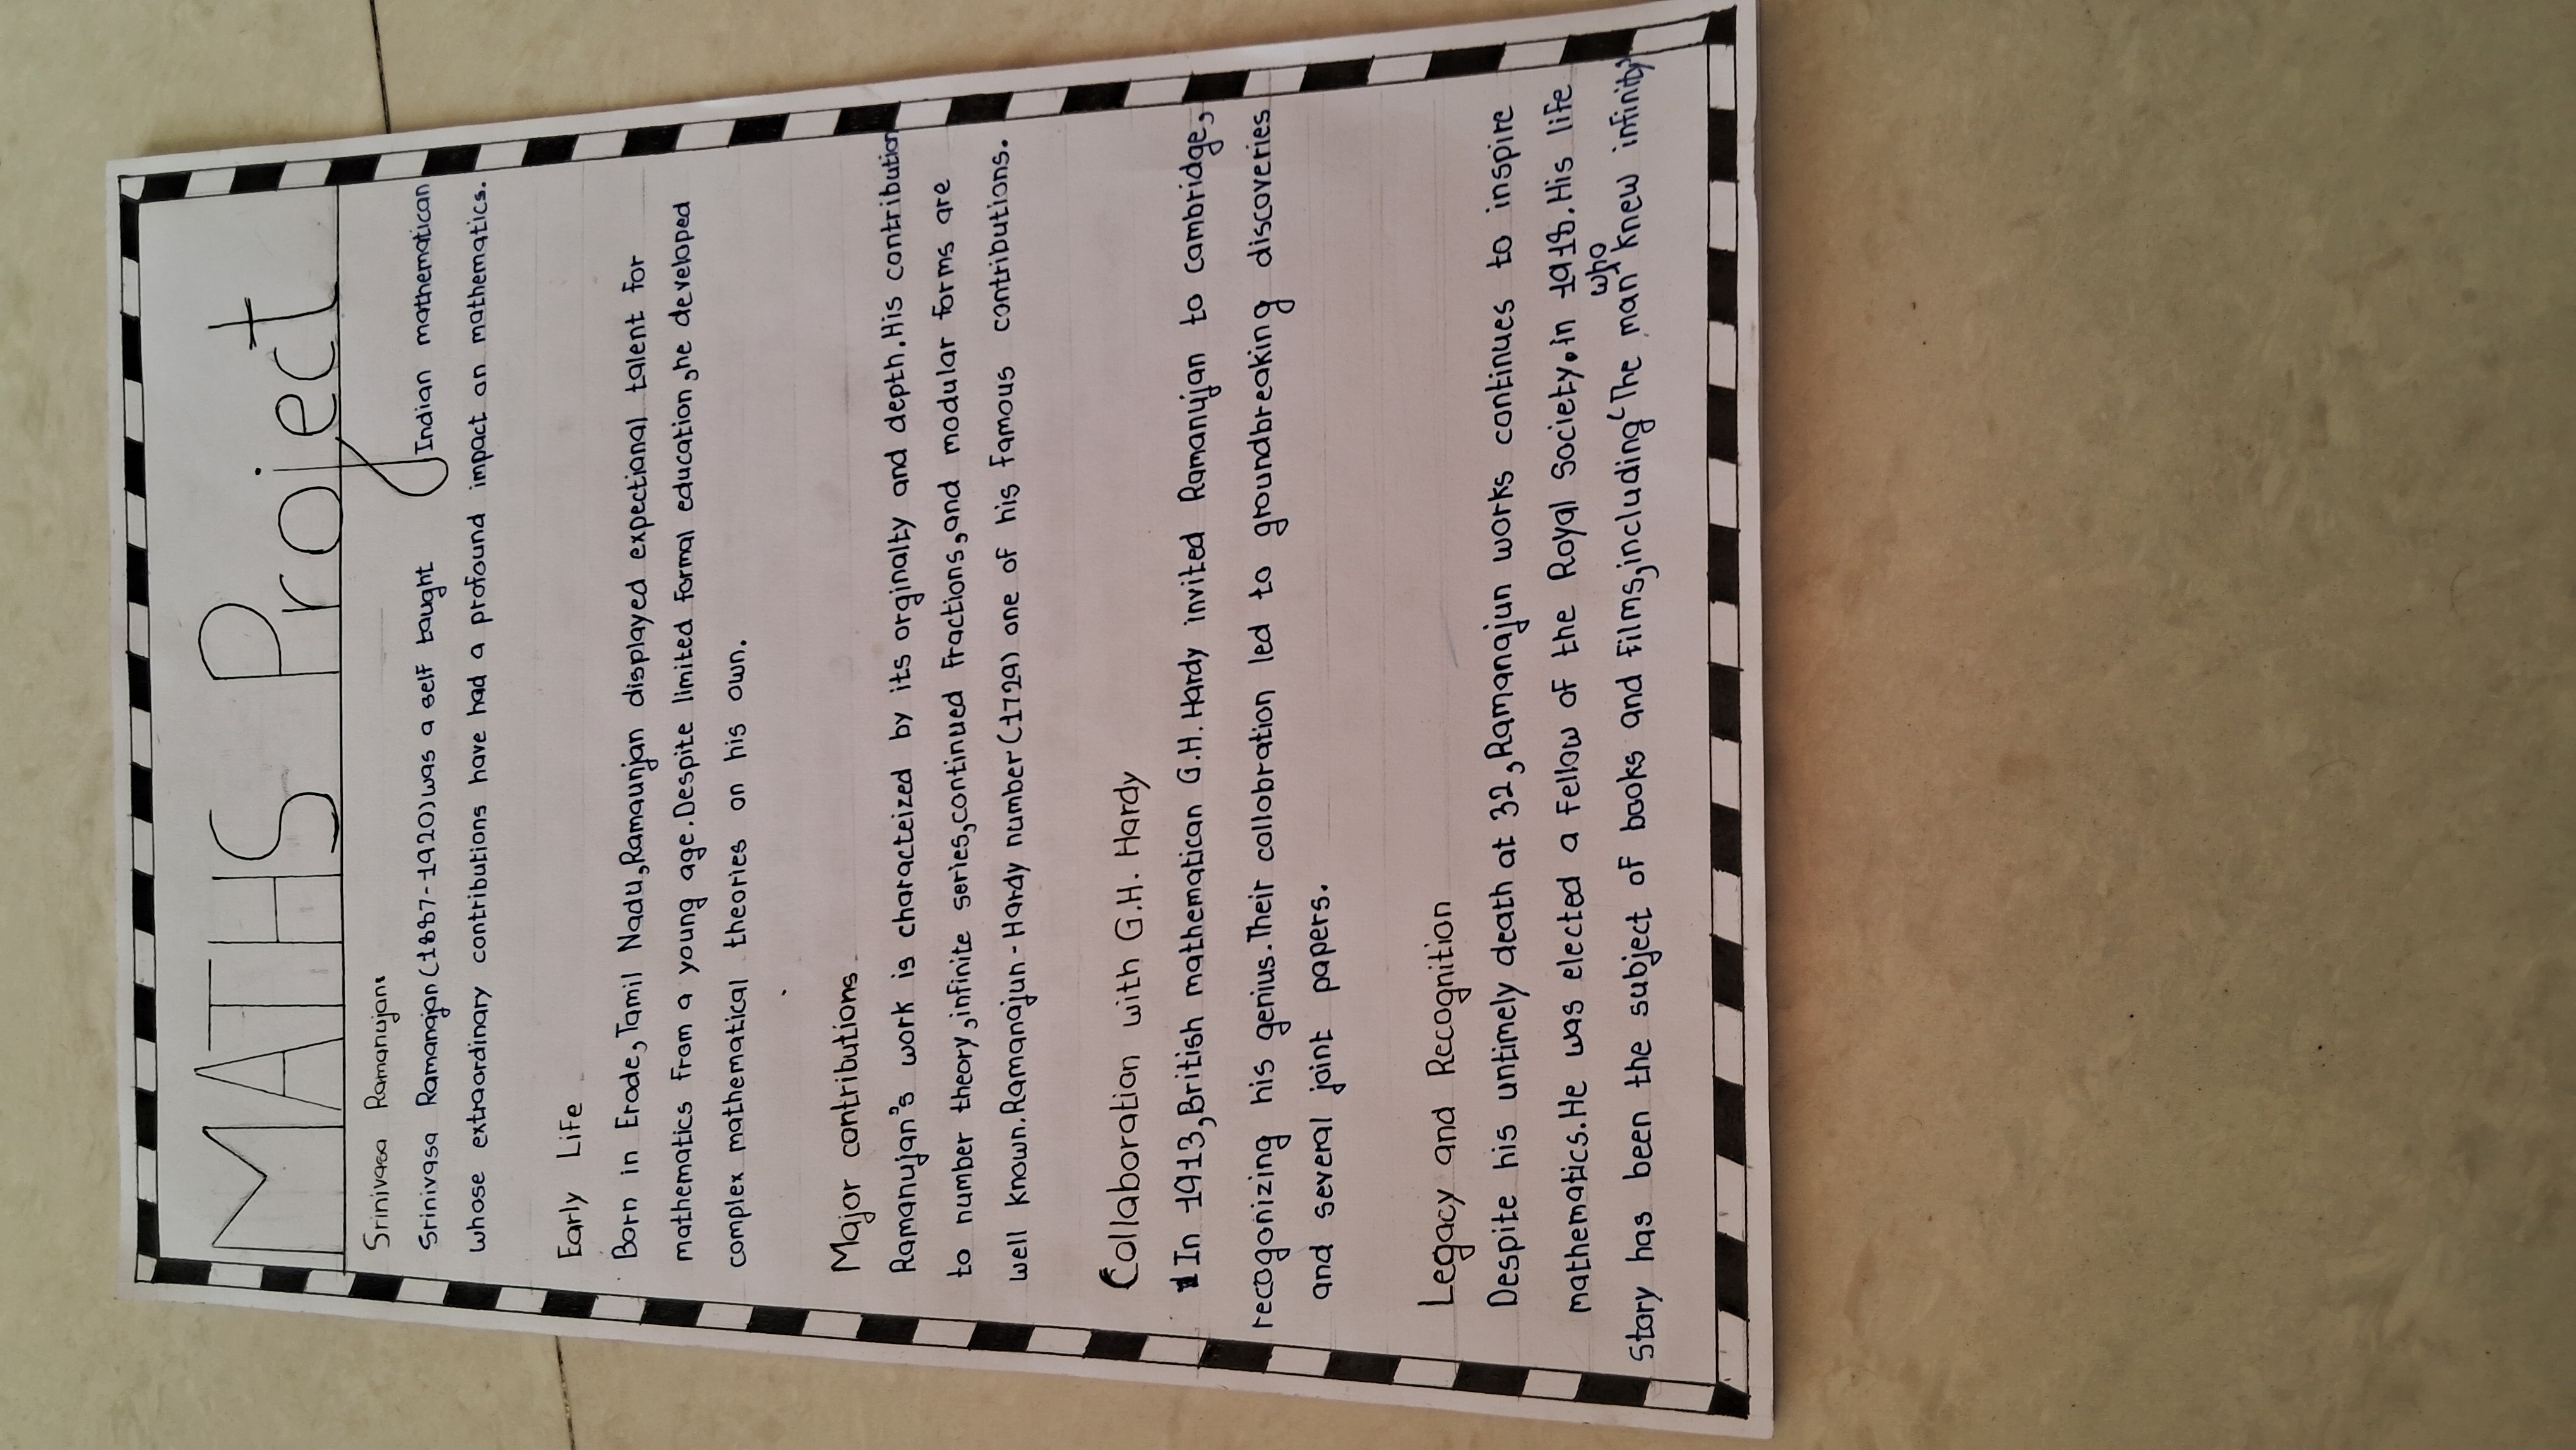 MATHS Project
Srinivasa Ramanujan:
Srinivasa Ramanajan (1887-1920) was a self taught Indian mathematican
whose extraordinary contributions have had a profound impact on mathematics.
Early Life
Born in Erode, Tamil Nadu, Ramaunjan displayed expectional talent for
mathematics from a young age. Despite limited formal education, he developed
complex mathematical theories on his own.
Major contributions
Ramanujan's work is characteized by its orginalty and depth. His contribution
to number theory, infinite series, continued fractions, and modular forms are
well known. Ramanajun - Hardy number (1729) one of his famous contributions.
Collaboration with G.H. Hardy
In 1913, British mathematican G.H. Hardy invited Ramanujan to cambridge,
recogonizing his genius. Their collobration led to groundbreaking discoveries
and several joint papers.
Legacy and Recognition
Despite his untimely death at 32, Ramanajun works continues to inspire
mathematics. He was elected a fellow of the Royal Society. in 1918. His life
Story has been the subject of books and films, including 'The man who knew infinity'